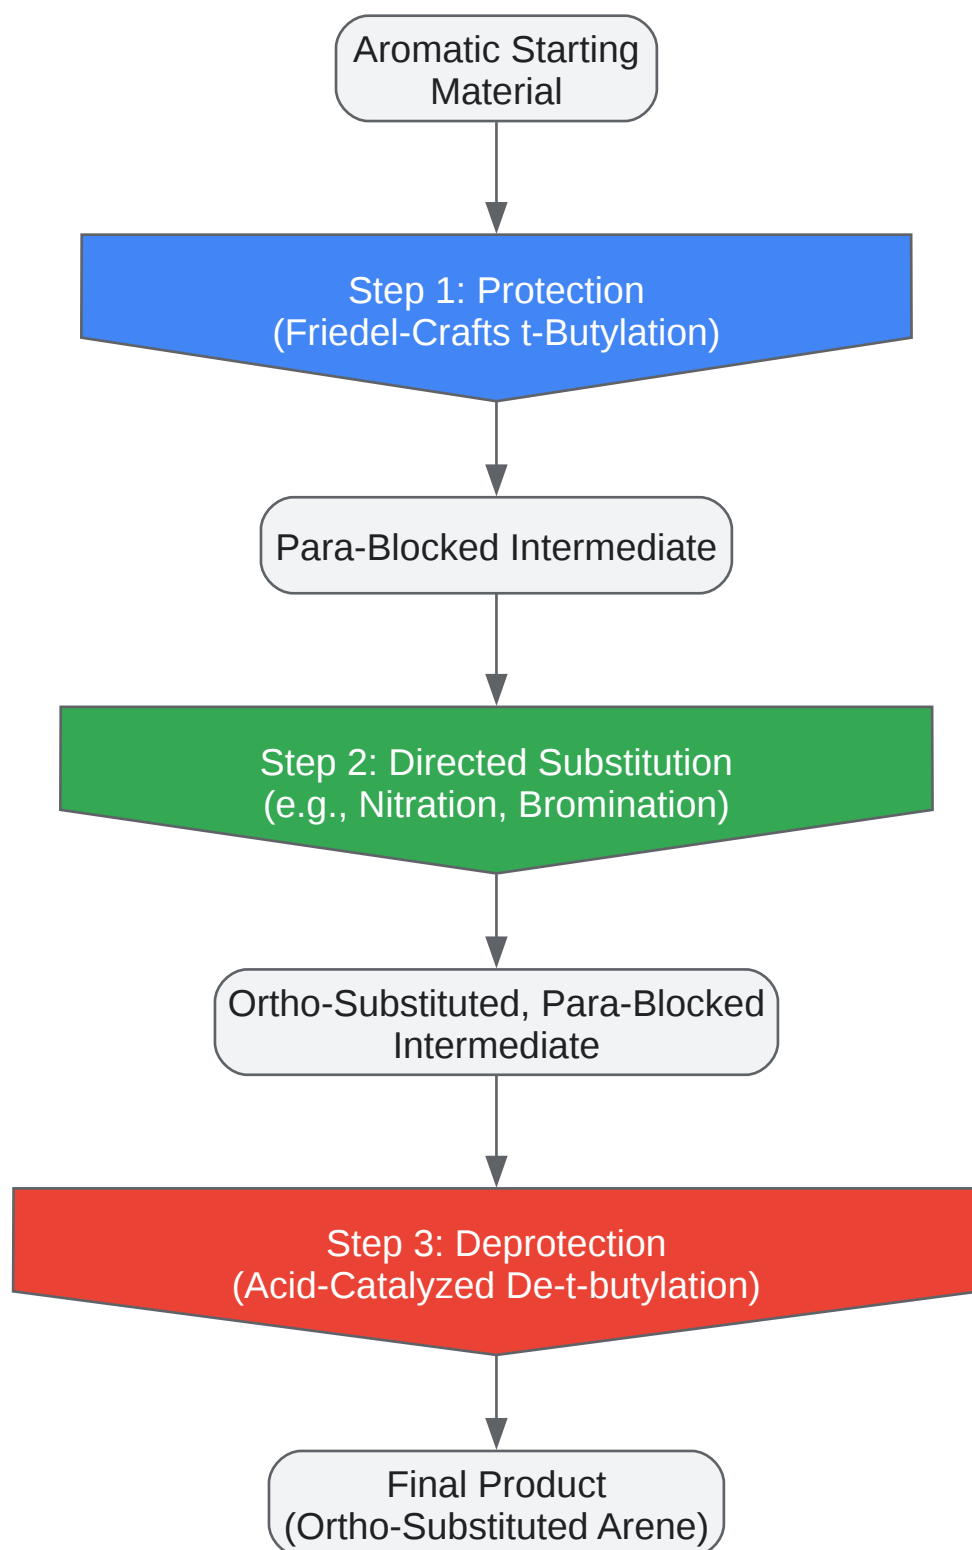 Aromatic Starting
Material
Step 1: Protection
(Friedel-Crafts t-Butylation)
Para-Blocked Intermediate
Step 2: Directed Substitution
(e.g., Nitration, Bromination)
Ortho-Substituted, Para-Blocked
Intermediate
Step 3: Deprotection
(Acid-Catalyzed De-t-butylation)
Final Product
(Ortho-Substituted Arene)